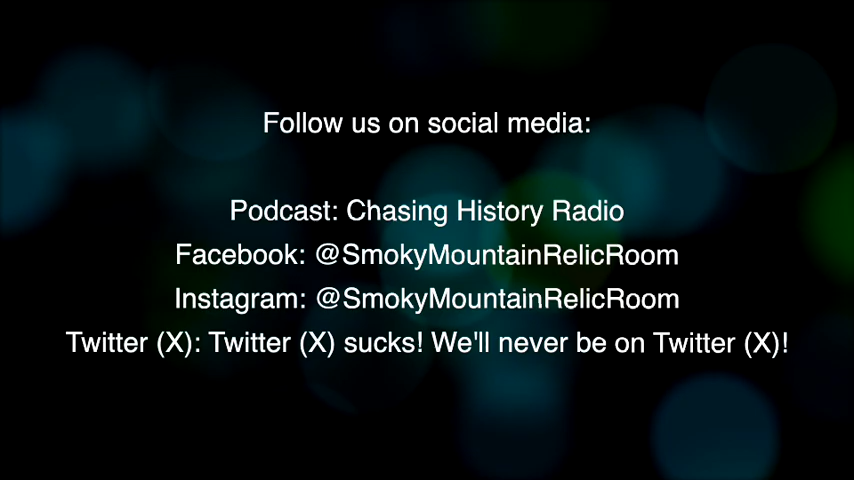 Follow us on social media:
Podcast: Chasing History Radio
Facebook: @SmokyMountainRelicRoom
Instagram: @SmokyMountainRelicRoom
Twitter (X): Twitter (X) sucks! We'll never be on Twitter (X)!